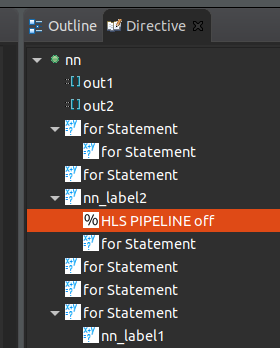 Outline Directive
nn
out1
out2
for Statement
for Statement
for Statement
nn_label2
% HLS PIPELINE off
for Statement
for Statement
for Statement
for Statement
nn_label1